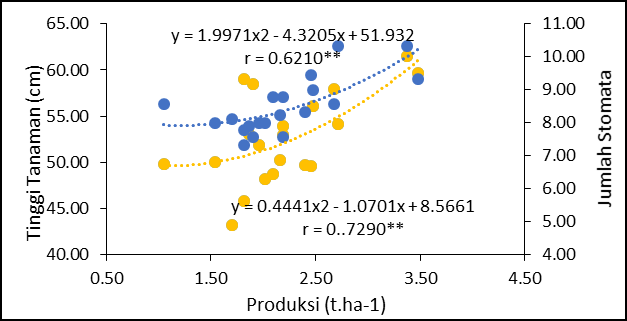 65.00
60.00
55.00
50.00
45.00
40.00
Tinggi Tanaman (cm)
y = 1.9971x2 - 4.3205x + 51.932
r = 0.6210**
y = 0.4441x2 - 1.0701x + 8.5661
r = 0..7290**
11.00
10.00
9.00
8.00
7.00
6.00
5.00
4.00
Jumlah Stomata
0.50 1.50 2.50 3.50 4.50
Produksi (t.ha-1)